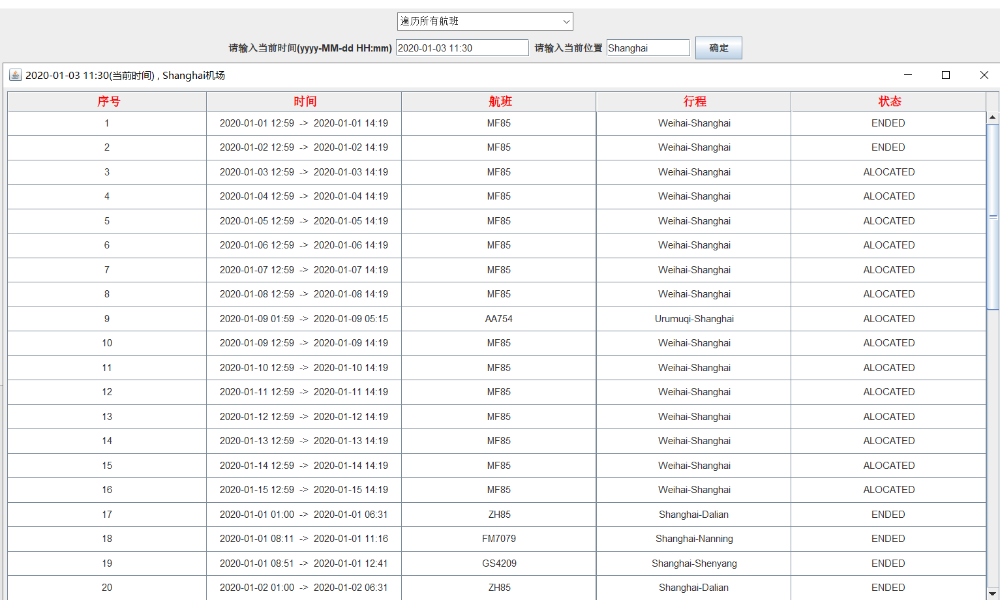 遍历所有航班
请输入当前时间(yyyy-MM-dd HH:mm) 2020-01-03 11:30 请输入当前位置 Shanghai 确定
2020-01-03 11:30(当前时间) , Shanghai机场
序号 时间 航班 行程 状态
1 2020-01-01 12:59 -> 2020-01-01 14:19 MF85 Weihai-Shanghai ENDED
2 2020-01-02 12:59 -> 2020-01-02 14:19 MF85 Weihai-Shanghai ENDED
3 2020-01-03 12:59 -> 2020-01-03 14:19 MF85 Weihai-Shanghai ALOCATED
4 2020-01-04 12:59 -> 2020-01-04 14:19 MF85 Weihai-Shanghai ALOCATED
5 2020-01-05 12:59 -> 2020-01-05 14:19 MF85 Weihai-Shanghai ALOCATED
6 2020-01-06 12:59 -> 2020-01-06 14:19 MF85 Weihai-Shanghai ALOCATED
7 2020-01-07 12:59 -> 2020-01-07 14:19 MF85 Weihai-Shanghai ALOCATED
8 2020-01-08 12:59 -> 2020-01-08 14:19 MF85 Weihai-Shanghai ALOCATED
9 2020-01-09 01:59 -> 2020-01-09 05:15 AA754 Urumuqi-Shanghai ALOCATED
10 2020-01-09 12:59 -> 2020-01-09 14:19 MF85 Weihai-Shanghai ALOCATED
11 2020-01-10 12:59 -> 2020-01-10 14:19 MF85 Weihai-Shanghai ALOCATED
12 2020-01-11 12:59 -> 2020-01-11 14:19 MF85 Weihai-Shanghai ALOCATED
13 2020-01-12 12:59 -> 2020-01-12 14:19 MF85 Weihai-Shanghai ALOCATED
14 2020-01-13 12:59 -> 2020-01-13 14:19 MF85 Weihai-Shanghai ALOCATED
15 2020-01-14 12:59 -> 2020-01-14 14:19 MF85 Weihai-Shanghai ALOCATED
16 2020-01-15 12:59 -> 2020-01-15 14:19 MF85 Weihai-Shanghai ALOCATED
17 2020-01-01 01:00 -> 2020-01-01 06:31 ZH85 Shanghai-Dalian ENDED
18 2020-01-01 08:11 -> 2020-01-01 11:16 FM7079 Shanghai-Nanning ENDED
19 2020-01-01 08:51 -> 2020-01-01 12:41 GS4209 Shanghai-Shenyang ENDED
20 2020-01-02 01:00 -> 2020-01-02 06:31 ZH85 Shanghai-Dalian ENDED